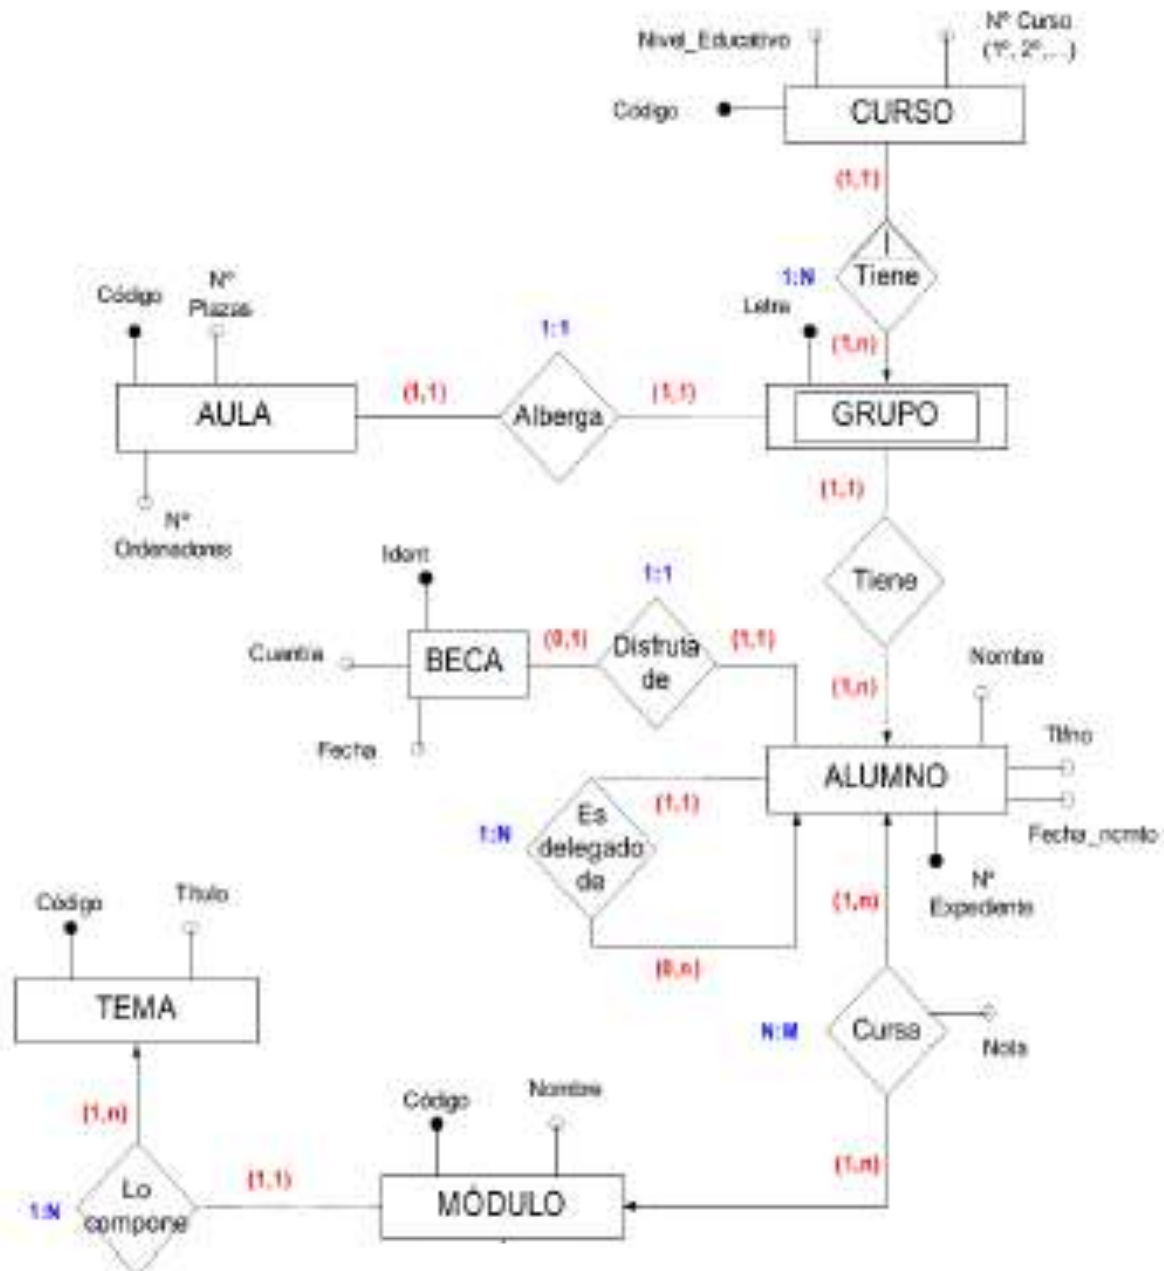 Nivel_Educativo
Nº Curso
(1º, 2º,...)
Código
CURSO
(1,1)
1:N
I
Tiene
(1,n)
Código
Nº
Plazas
1:1
Letra
AULA
(1,1)
Alberga
(1,1)
GRUPO
Nº
Ordenadores
(1,1)
Tiene
(1,n)
Ident
1:1
Cuantía
BECA
(0,1)
Disfruta
de
(1,1)
Fecha
Nombre
Tlfno
ALUMNO
Fecha_ncmto
Nº
Expediente
(1,1)
1:N
Es
delegado
de
(0,n)
(1,n)
N:M
Cursa
Nota
(1,n)
Código
Título
TEMA
(1,n)
1:N
Lo
compone
(1,1)
Código
Nombre
MÓDULO